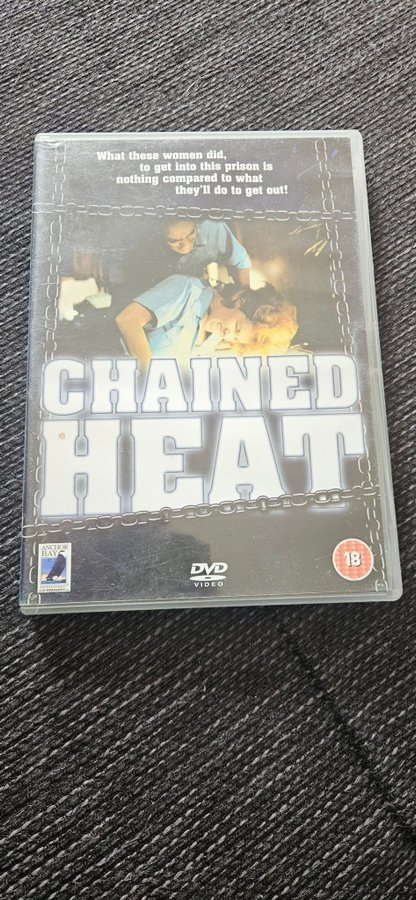 What these women did,
to get into this prison is
nothing compared to what
they'll do to get out!
CHAINED
HEAT
ANCHOR
BAY
DVD
VIDEO
18